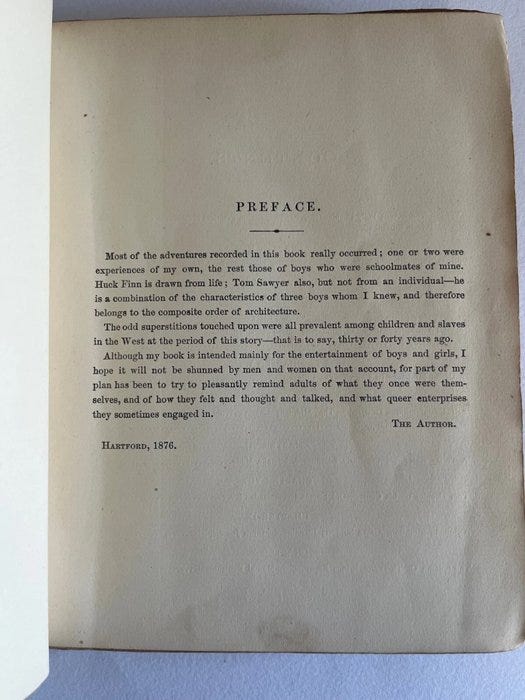 PREFACE.
Most of the adventures recorded in this book really occurred; one or two were
experiences of my own, the rest those of boys who were schoolmates of mine.
Huck Finn is drawn from life; Tom Sawyer also, but not from an individual—he
is a combination of the characteristics of three boys whom I knew, and therefore
belongs to the composite order of architecture.
The odd superstitions touched upon were all prevalent among children and slaves
in the West at the period of this story—that is to say, thirty or forty years ago.
Although my book is intended mainly for the entertainment of boys and girls, I
hope it will not be shunned by men and women on that account, for part of my
plan has been to try to pleasantly remind adults of what they once were them-
selves, and of how they felt and thought and talked, and what queer enterprises
they sometimes engaged in.
THE AUTHOR.
HARTFORD, 1876.